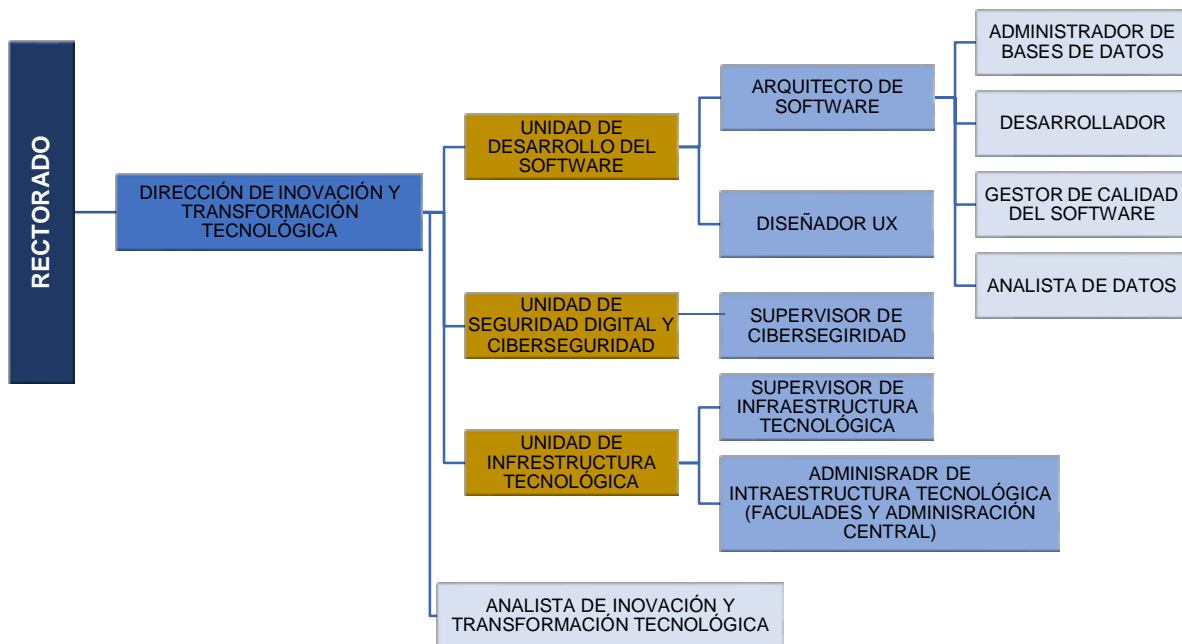 RECTORADO
DIRECCIÓN DE INOVACIÓN Y
TRANSFORMACIÓN
TECNOLÓGICA
UNIDAD DE
DESARROLLO DEL
SOFTWARE
ARQUITECTO DE
SOFTWARE
ADMINISTRADOR DE
BASES DE DATOS
DESARROLLADOR
GESTOR DE CALIDAD
DEL SOFTWARE
ANALISTA DE DATOS
DISEÑADOR UX
UNIDAD DE
SEGURIDAD DIGITAL Y
CIBERSEGURIDAD
SUPERVISOR DE
CIBERSEGIRIDAD
UNIDAD DE
INFRESTRUCTURA
TECNOLÓGICA
SUPERVISOR DE
INFRAESTRUCTURA
TECNOLÓGICA
ADMINISRADR DE
INTRAESTRUCTURA TECNOLÓGICA
(FACULADES Y ADMINISRACIÓN
CENTRAL)
ANALISTA DE INOVACIÓN Y
TRANSFORMACIÓN TECNOLÓGICA